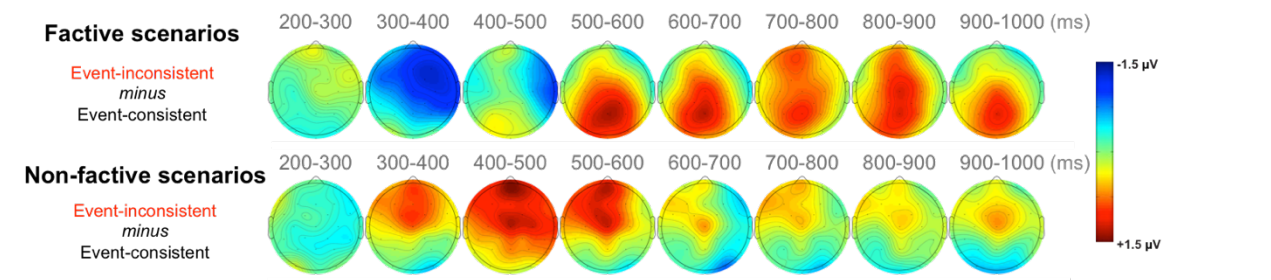 200-300 300-400 400-500 500-600 600-700 700-800 800-900 900-1000 (ms)
Factive scenarios
Event-inconsistent
minus
Event-consistent
-1.5 µV
200-300 300-400 400-500 500-600 600-700 700-800 800-900 900-1000 (ms)
Non-factive scenarios
Event-inconsistent
minus
Event-consistent
+1.5 µV